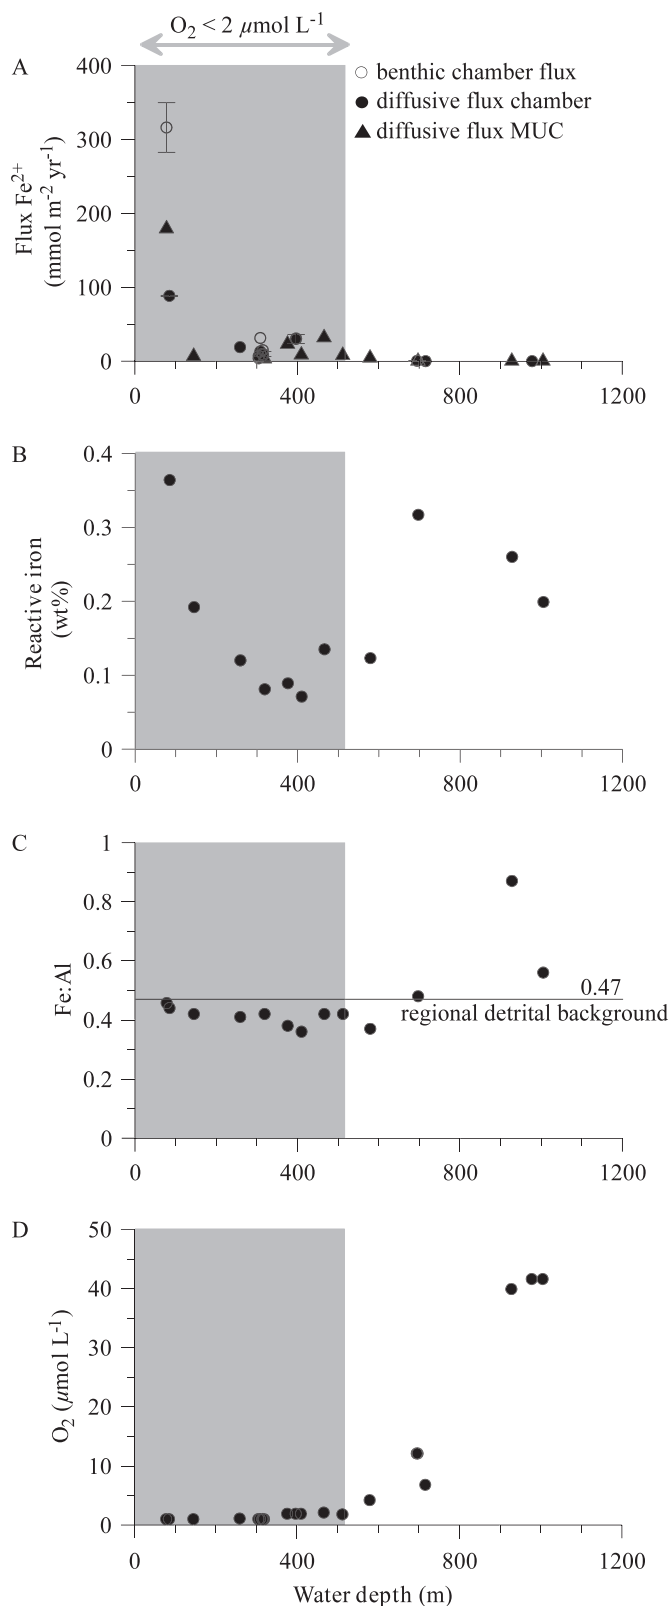 O2 < 2 µmol L-1
A
400
300
200
100
0
Flux Fe2+
(mmol m-2 yr-1)
benthic chamber flux
diffusive flux chamber
diffusive flux MUC
0 400 800 1200
B
0.4
0.3
0.2
0.1
0
Reactive iron
(wt%)
0 400 800 1200
C
1
0.8
0.6
0.4
0.2
0
Fe:Al
0.47
regional detrital background
0 400 800 1200
D
50
40
30
20
10
0
O2 (µmol L-1)
0 400 800 1200
Water depth (m)